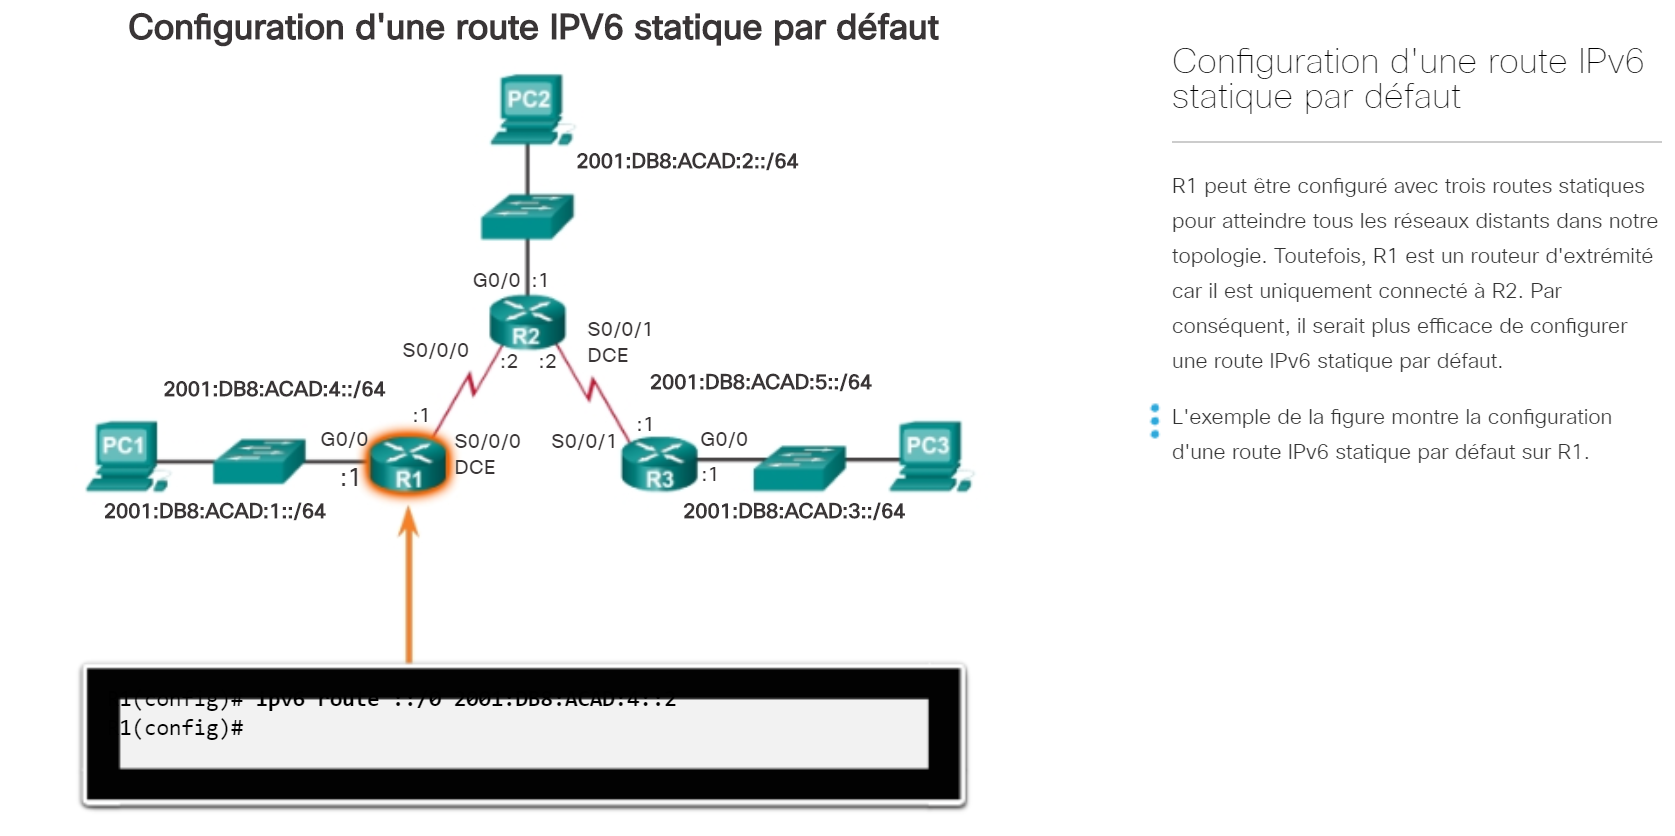 Configuration d'une route IPV6 statique par défaut
PC2
2001:DB8:ACAD:2::/64
G0/0 :1
R2
S0/0/0
S0/0/1
DCE
:2 :2
2001:DB8:ACAD:4::/64
2001:DB8:ACAD:5::/64
:1
:1
PC1
G0/0
:1
R1
S0/0/0
DCE
S0/0/1
R3
G0/0
:1
PC3
2001:DB8:ACAD:1::/64
2001:DB8:ACAD:3::/64
1(config)# ipv6 route ::/0 2001:DB8:ACAD:4::2
1(config)#
Configuration d'une route IPv6
statique par défaut
R1 peut être configuré avec trois routes statiques
pour atteindre tous les réseaux distants dans notre
topologie. Toutefois, R1 est un routeur d'extrémité
car il est uniquement connecté à R2. Par
conséquent, il serait plus efficace de configurer
une route IPv6 statique par défaut.
L'exemple de la figure montre la configuration
d'une route IPv6 statique par défaut sur R1.